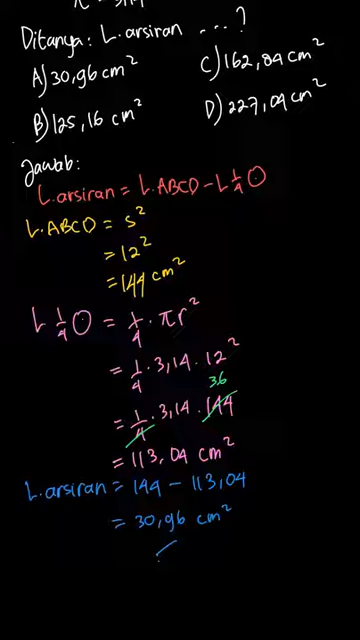 Ditanya: L.arsiran ....?
A) 30,96 cm²
C) 162,04 cm²
B) 125,16 cm²
D) 227,04 cm²
Jawab:
L.arsiran = L.ABCD - L 1/4 O
L.ABCD = s²
= 12²
= 144 cm²
L 1/4 O = 1/4 . πr²
= 1/4 . 3,14 . 12²
36
= 1/4 . 3,14 . 144
= 113,04 cm²
L.arsiran = 144 - 113,04
= 30,96 cm²